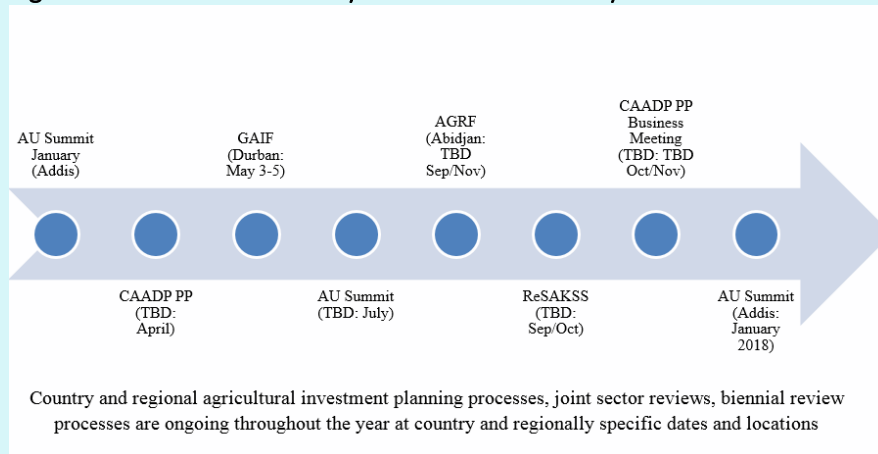 AU Summit
January
(Addis)
CAADP PP
(TBD:
April)
GAIF
(Durban:
May 3-5)
AU Summit
(TBD: July)
AGRF
(Abidjan:
TBD
Sep/Nov)
ReSAKSS
(TBD:
Sep/Oct)
CAADP PP
Business
Meeting
(TBD: TBD
Oct/Nov)
AU Summit
(Addis:
January
2018)
Country and regional agricultural investment planning processes, joint sector reviews, biennial review
processes are ongoing throughout the year at country and regionally specific dates and locations